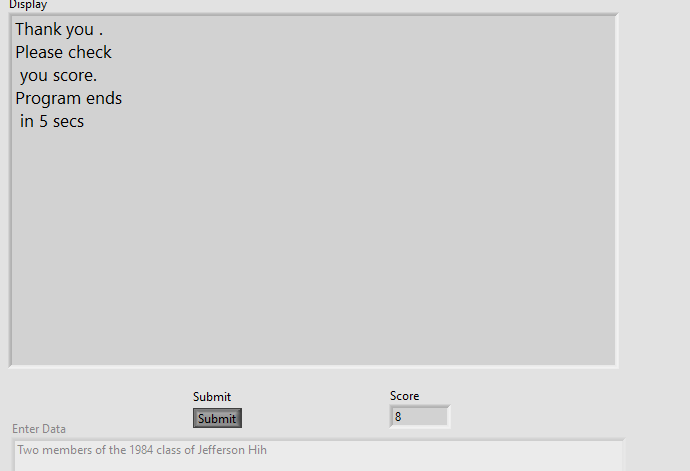 Display
Thank you .
Please check
you score.
Program ends
in 5 secs
Submit
Score
Submit
8
Enter Data
Two members of the 1984 class of Jefferson Hih